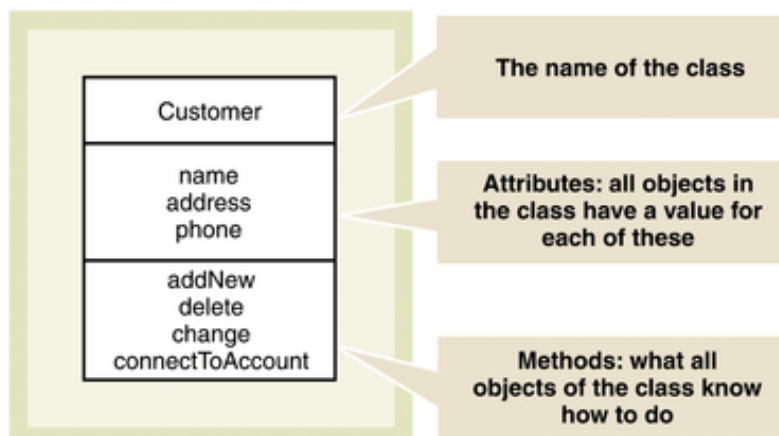 Customer
The name of the class
name
address
phone
Attributes: all objects in
the class have a value for
each of these
addNew
delete
change
connectToAccount
Methods: what all
objects of the class know
how to do